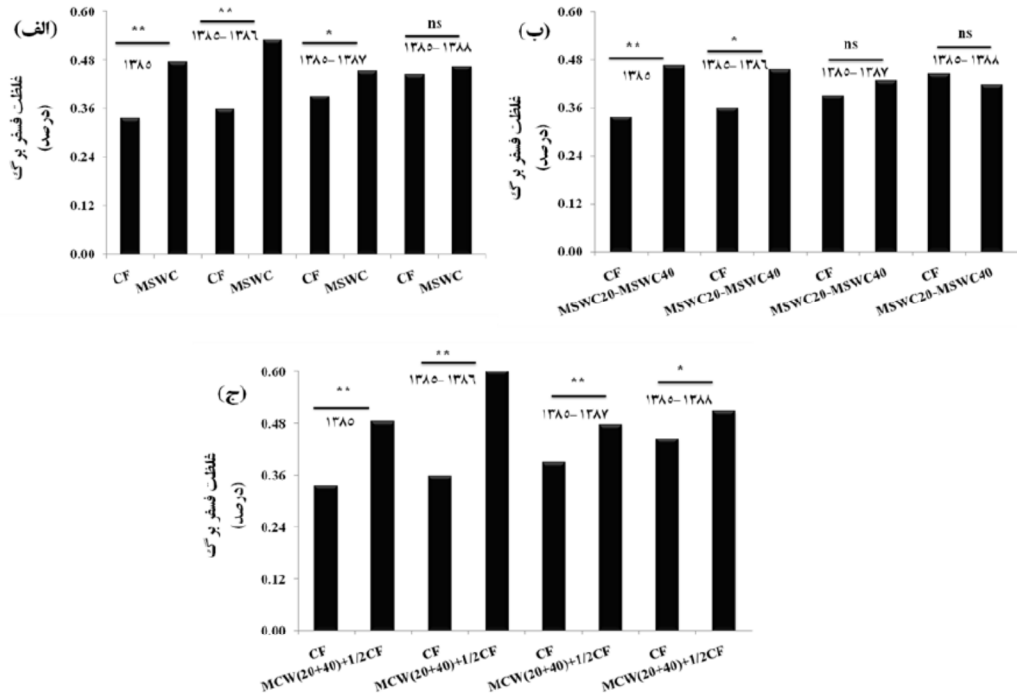 (الف)
غلظت فسفر برگ
(درصد)
0.60
0.48
0.36
0.24
0.12
0.00
**
۱۳۸۵
**
۱۳۸۵-۱۳۸۶
*
۱۳۸۵-۱۳۸۷
ns
۱۳۸۵-۱۳۸۸
CF
MSWC
CF
MSWC
CF
MSWC
CF
MSWC
(ب)
غلظت فسفر برگ
(درصد)
0.60
0.48
0.36
0.24
0.12
0.00
**
۱۳۸۵
*
۱۳۸۵-۱۳۸۶
ns
۱۳۸۵-۱۳۸۷
ns
۱۳۸۵-۱۳۸۸
CF
MSWC20-MSWC40
CF
MSWC20-MSWC40
CF
MSWC20-MSWC40
CF
MSWC20-MSWC40
(ج)
غلظت فسفر برگ
(درصد)
0.60
0.48
0.36
0.24
0.12
0.00
**
۱۳۸۵
**
۱۳۸۵-۱۳۸۶
**
۱۳۸۵-۱۳۸۷
*
۱۳۸۵-۱۳۸۸
CF
MCW(20+40)+1/2CF
CF
MCW(20+40)+1/2CF
CF
MCW(20+40)+1/2CF
CF
MCW(20+40)+1/2CF